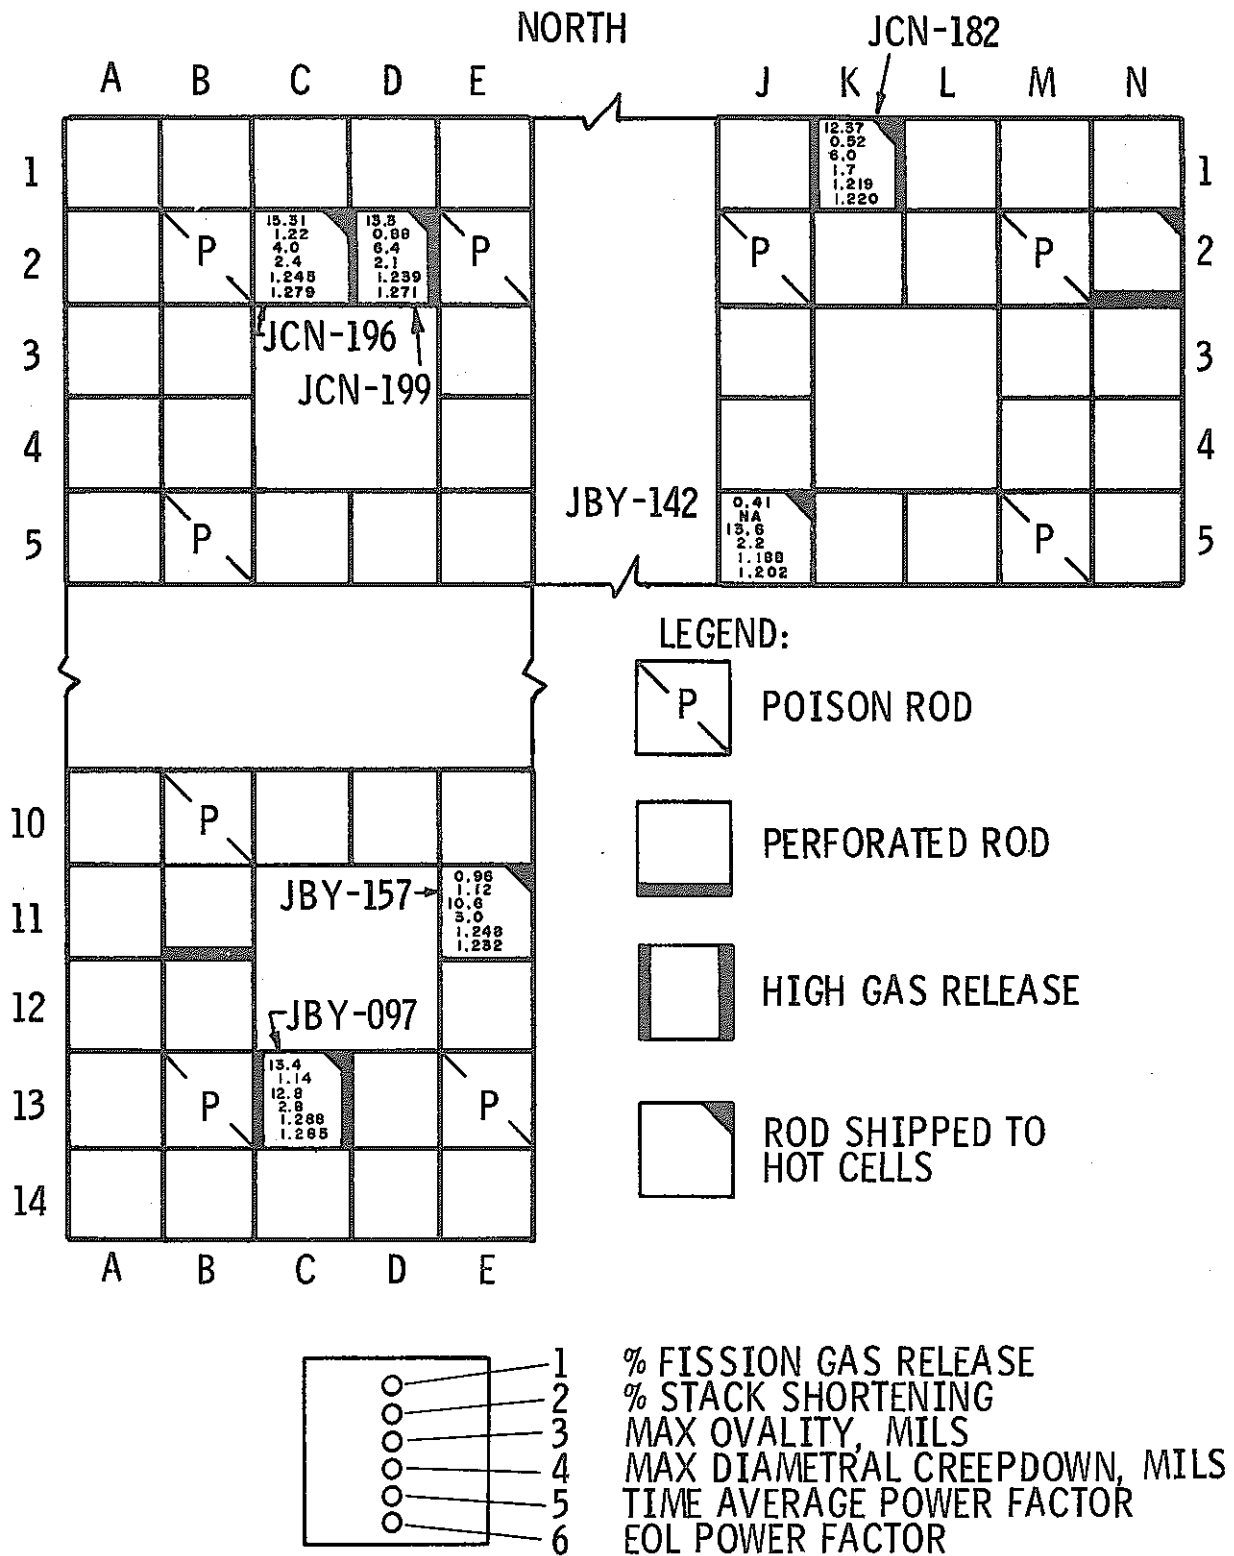 NORTH
JCN-182
A B C D E
J K L M N
1
12.37
0.52
6.0
1.7
1.219
1.220
1
2
P
15.31
1.22
4.0
2.4
1.245
1.279
13.3
0.88
6.4
2.1
1.239
1.271
P
P
P
2
JCN-196
3
3
JCN-199
4
4
JBY-142
5
P
0.41
NA
13.6
2.2
1.188
1.202
P
5
LEGEND:
P
POISON ROD
10
P
PERFORATED ROD
JBY-157
0.96
1.12
10.6
3.0
1.248
1.232
11
HIGH GAS RELEASE
12
JBY-097
13
P
13.4
1.14
12.8
2.8
1.288
1.285
P
ROD SHIPPED TO
HOT CELLS
14
A B C D E
1 % FISSION GAS RELEASE
2 % STACK SHORTENING
3 MAX OVALITY, MILS
4 MAX DIAMETRAL CREEPDOWN, MILS
5 TIME AVERAGE POWER FACTOR
6 EOL POWER FACTOR